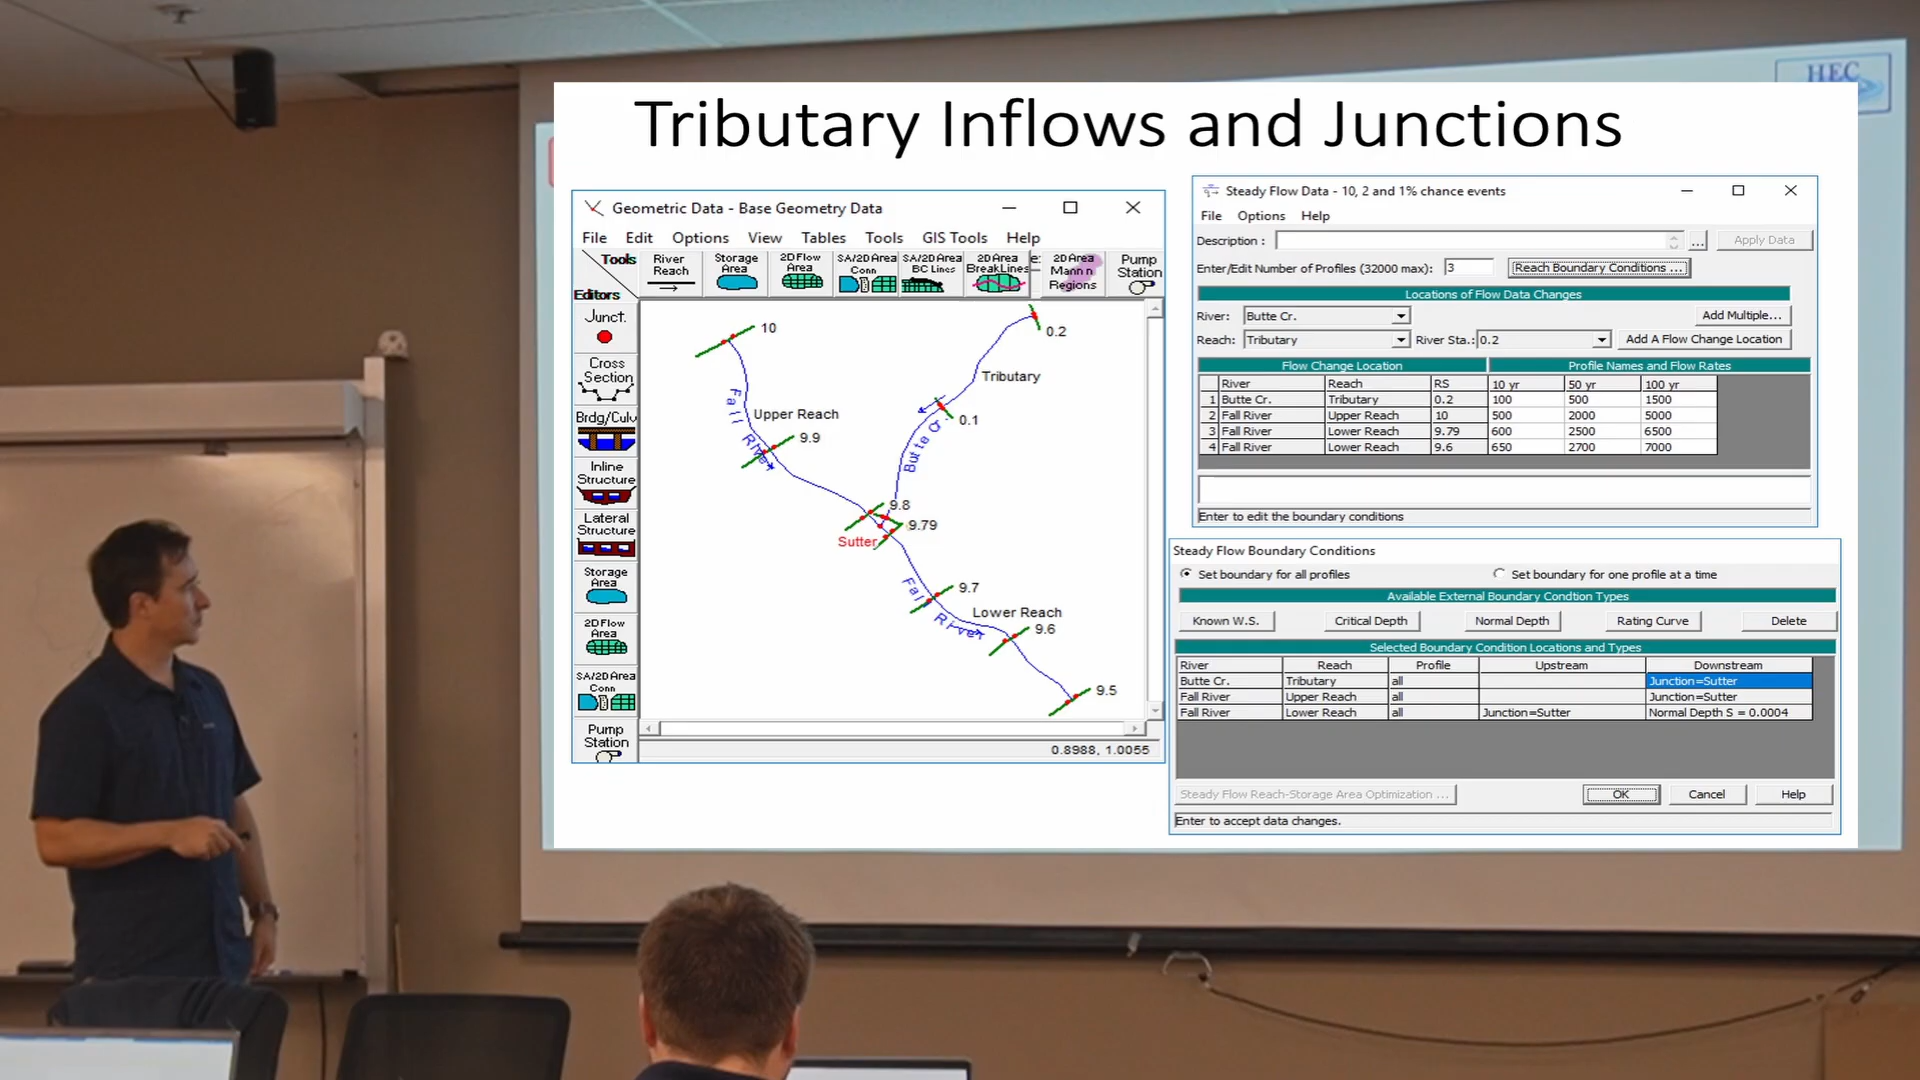 HEC
Tributary Inflows and Junctions
Geometric Data - Base Geometry Data
File Edit Options View Tables Tools GIS Tools Help
Tools
Editors
River Reach
Storage Area
2D Flow Area
SA/2D Area Conn
SA/2D Area BC Lines
2D Area BreakLines
2D Area Mann n Regions
Pump Station
Junct.
Cross Section
Brdg/Culv
Inline Structure
Lateral Structure
Storage Area
2D Flow Area
SA/2D Area Conn
Pump Station
10
0.2
Tributary
Fall River
Upper Reach
9.9
0.1
Butte Cr.
9.8
9.79
Sutter
9.7
Fall River
Lower Reach
9.6
9.5
0.8988, 1.0055
Steady Flow Data - 10, 2 and 1% chance events
File Options Help
Description : ... Apply Data
Enter/Edit Number of Profiles (32000 max): 3 Reach Boundary Conditions ...
Locations of Flow Data Changes
River: Butte Cr. Add Multiple...
Reach: Tributary River Sta.: 0.2 Add A Flow Change Location
Flow Change Location Profile Names and Flow Rates
River Reach RS 10 yr 50 yr 100 yr
1 Butte Cr. Tributary 0.2 100 500 1500
2 Fall River Upper Reach 10 500 2000 5000
3 Fall River Lower Reach 9.79 600 2500 6500
4 Fall River Lower Reach 9.6 650 2700 7000
Enter to edit the boundary conditions
Steady Flow Boundary Conditions
Set boundary for all profiles Set boundary for one profile at a time
Available External Boundary Condtion Types
Known W.S. Critical Depth Normal Depth Rating Curve Delete
Selected Boundary Condition Locations and Types
River Reach Profile Upstream Downstream
Butte Cr. Tributary all Junction=Sutter
Fall River Upper Reach all Junction=Sutter
Fall River Lower Reach all Junction=Sutter Normal Depth S = 0.0004
Steady Flow Reach-Storage Area Optimization ... OK Cancel Help
Enter to accept data changes.